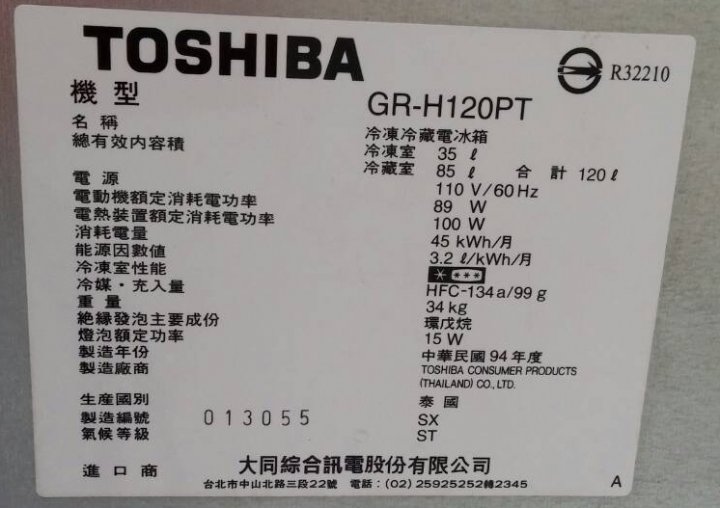 TOSHIBA
R32210
機型 GR-H120PT
名稱 冷凍冷藏電冰箱
總有效內容積 冷凍室 35 ℓ
冷藏室 85 ℓ 合計 120 ℓ
電源 110 V/60 Hz
電動機額定消耗電功率 89 W
電熱裝置額定消耗電功率 100 W
消耗電量 45 kWh/月
能源因數值 3.2 ℓ/kWh/月
冷凍室性能 * ***
冷媒・充入量 HFC-134a/99 g
重量 34 kg
絶緣發泡主要成份 環戊烷
燈泡額定功率 15 W
製造年份 中華民國 94 年度
製造廠商 TOSHIBA CONSUMER PRODUCTS
(THAILAND) CO., LTD.
生産國別 泰國
製造編號 013055 SX
氣候等級 ST
進口商 大同綜合訊電股份有限公司
台北市中山北路三段22號 電話：(02) 25925252轉2345
A